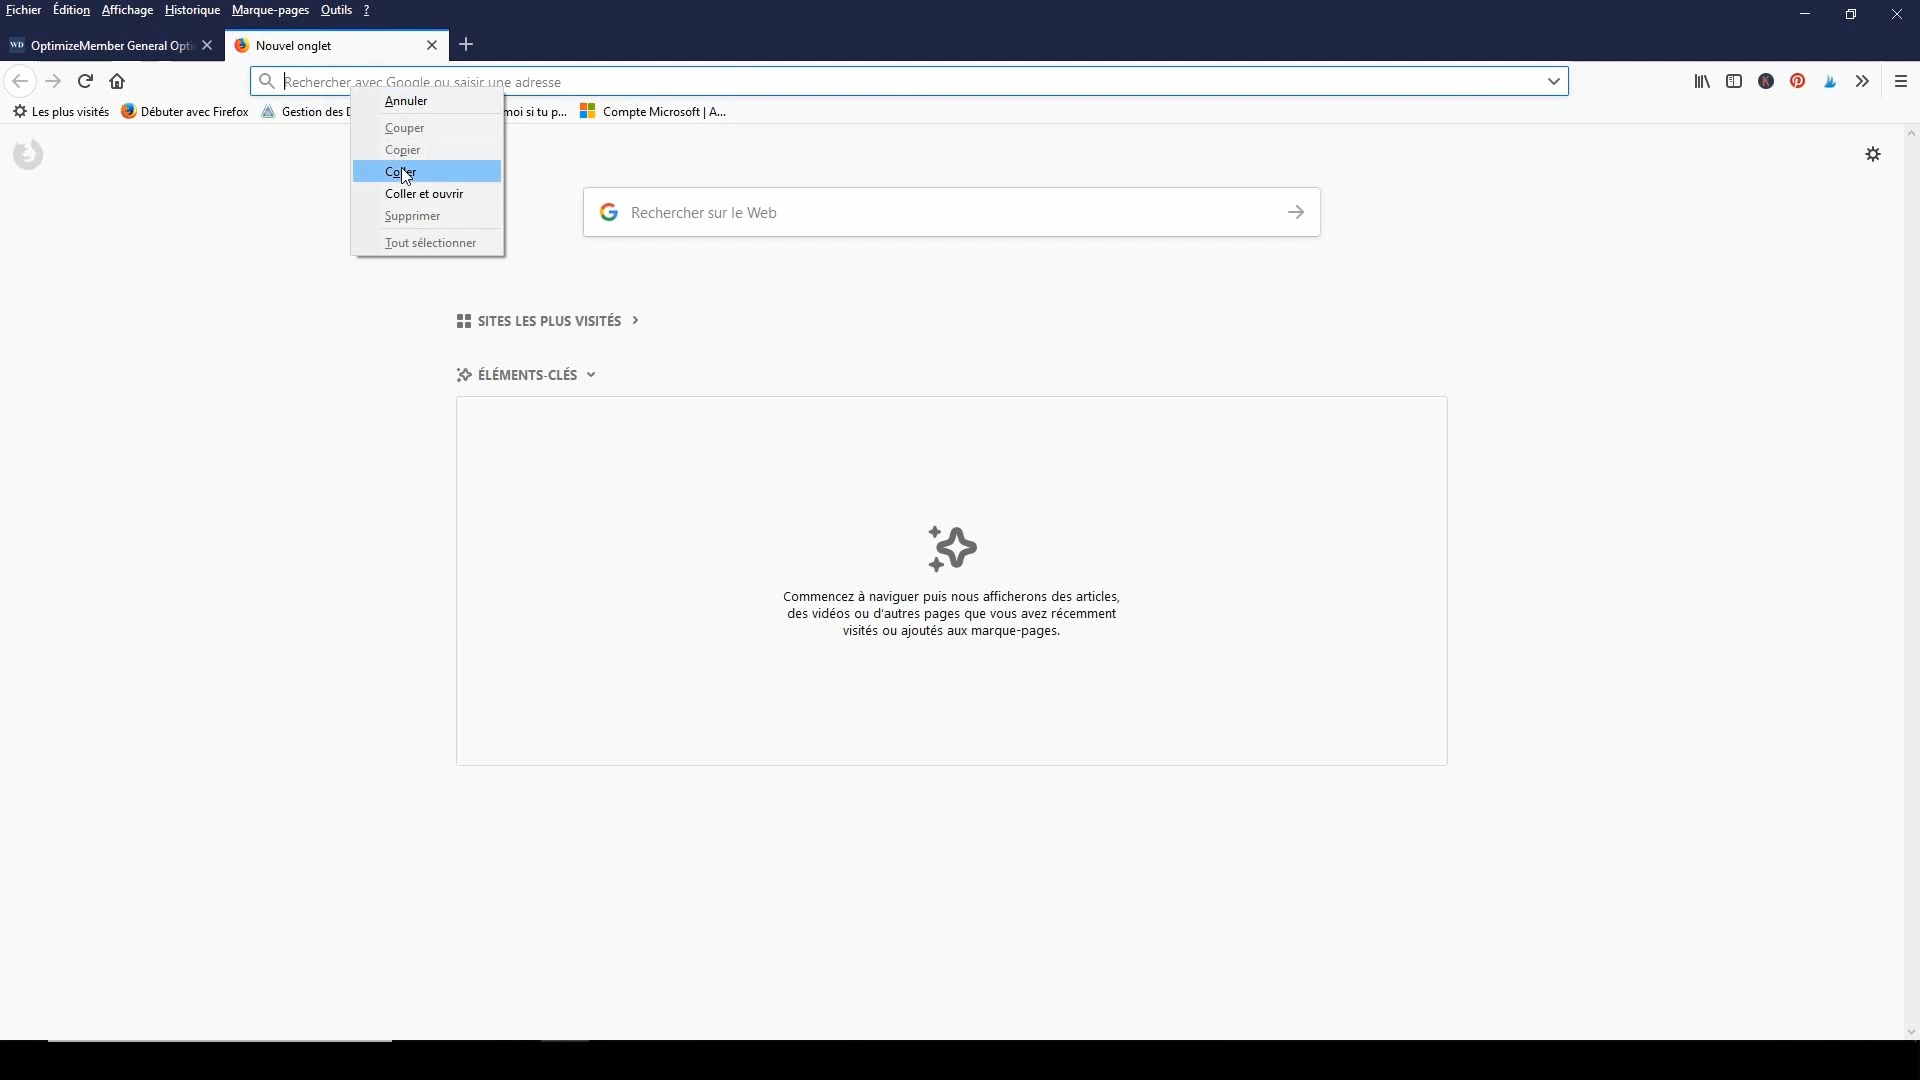 Fichier Édition Affichage Historique Marque-pages Outils ?
WD OptimizeMember General Opti
Nouvel onglet
Rechercher avec Google ou saisir une adresse
Les plus visités Débuter avec Firefox Gestion des moi si tu p... Compte Microsoft | A...
Annuler
Couper
Copier
Coller
Coller et ouvrir
Supprimer
Tout sélectionner
Rechercher sur le Web
SITES LES PLUS VISITÉS
ÉLÉMENTS-CLÉS
Commencez à naviguer puis nous afficherons des articles,
des vidéos ou d'autres pages que vous avez récemment
visités ou ajoutés aux marque-pages.